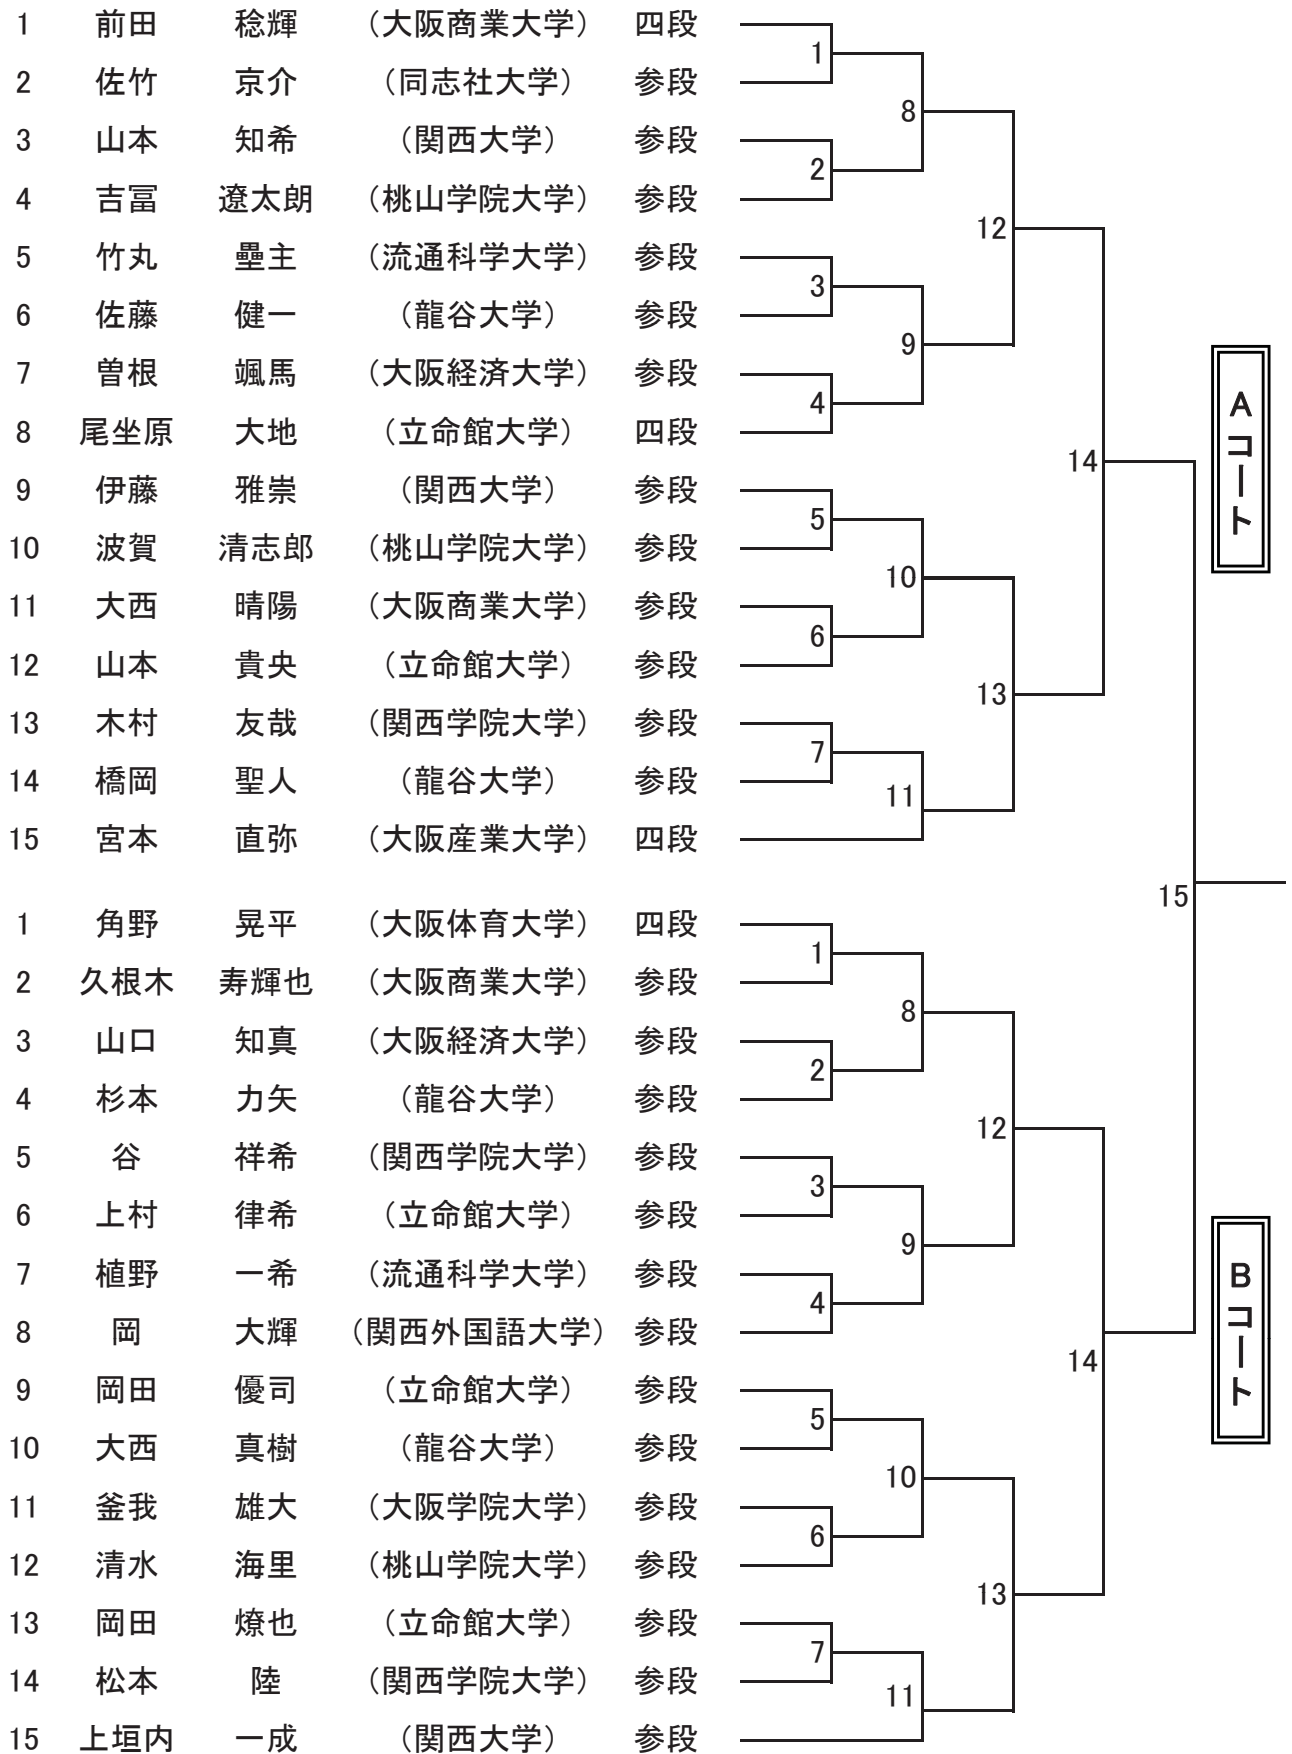 1 前田 稔輝 （大阪商業大学） 四段
2 佐竹 京介 （同志社大学） 参段
3 山本 知希 （関西大学） 参段
4 吉冨 遼太朗 （桃山学院大学） 参段
5 竹丸 壘主 （流通科学大学） 参段
6 佐藤 健一 （龍谷大学） 参段
7 曽根 颯馬 （大阪経済大学） 参段
8 尾坐原 大地 （立命館大学） 四段
9 伊藤 雅崇 （関西大学） 参段
10 波賀 清志郎 （桃山学院大学） 参段
11 大西 晴陽 （大阪商業大学） 参段
12 山本 貴央 （立命館大学） 参段
13 木村 友哉 （関西学院大学） 参段
14 橋岡 聖人 （龍谷大学） 参段
15 宮本 直弥 （大阪産業大学） 四段
1
2
3
4
5
6
7
8
9
10
11
12
13
14
Aコート
15
1 角野 晃平 （大阪体育大学） 四段
2 久根木 寿輝也 （大阪商業大学） 参段
3 山口 知真 （大阪経済大学） 参段
4 杉本 力矢 （龍谷大学） 参段
5 谷 祥希 （関西学院大学） 参段
6 上村 律希 （立命館大学） 参段
7 植野 一希 （流通科学大学） 参段
8 岡 大輝 （関西外国語大学） 参段
9 岡田 優司 （立命館大学） 参段
10 大西 真樹 （龍谷大学） 参段
11 釜我 雄大 （大阪学院大学） 参段
12 清水 海里 （桃山学院大学） 参段
13 岡田 燎也 （立命館大学） 参段
14 松本 陸 （関西学院大学） 参段
15 上垣内 一成 （関西大学） 参段
1
2
3
4
5
6
7
8
9
10
11
12
13
14
Bコート